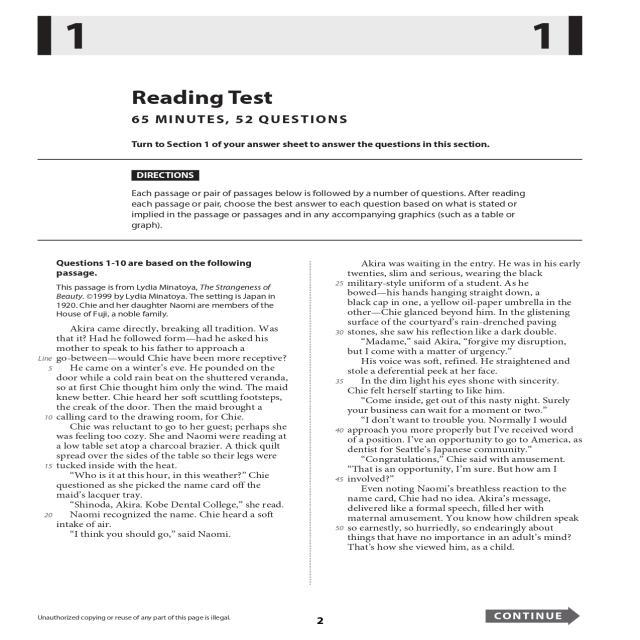 1
1
Reading Test
65 MINUTES, 52 QUESTIONS
Turn to Section 1 of your answer sheet to answer the questions in this section.
DIRECTIONS
Each passage or pair of passages below is followed by a number of questions. After reading
each passage or pair, choose the best answer to each question based on what is stated or
implied in the passage or passages and in any accompanying graphics (such as a table or
graph).
Questions 1-10 are based on the following
passage.
This passage is from Lydia Minatoya, The Strangeness of
Beauty. ©1999 by Lydia Minatoya. The setting is Japan in
1920. Chie and her daughter Naomi are members of the
House of Fuji, a noble family.
Akira came directly, breaking all tradition. Was
that it? Had he followed form—had he asked his
mother to speak to his father to approach a
Line go-between—would Chie have been more receptive?
5 He came on a winter's eve. He pounded on the
door while a cold rain beat on the shuttered veranda,
so at first Chie thought him only the wind. The maid
knew better. Chie heard her soft scuttling footsteps,
the creak of the door. Then the maid brought a
10 calling card to the drawing room, for Chie.
Chie was reluctant to go to her guest; perhaps she
was feeling too cozy. She and Naomi were reading at
a low table set atop a charcoal brazier. A thick quilt
spread over the sides of the table so their legs were
15 tucked inside with the heat.
"Who is it at this hour, in this weather?" Chie
questioned as she picked the name card off the
maid's lacquer tray.
"Shinoda, Akira. Kobe Dental College," she read.
20 Naomi recognized the name. Chie heard a soft
intake of air.
"I think you should go," said Naomi.
Akira was waiting in the entry. He was in his early
twenties, slim and serious, wearing the black
25 military-style uniform of a student. As he
bowed—his hands hanging straight down, a
black cap in one, a yellow oil-paper umbrella in the
other—Chie glanced beyond him. In the glistening
surface of the courtyard's rain-drenched paving
30 stones, she saw his reflection like a dark double.
"Madame," said Akira, "forgive my disruption,
but I come with a matter of urgency."
His voice was soft, refined. He straightened and
stole a deferential peek at her face.
35 In the dim light his eyes shone with sincerity.
Chie felt herself starting to like him.
"Come inside, get out of this nasty night. Surely
your business can wait for a moment or two."
"I don't want to trouble you. Normally I would
40 approach you more properly but I've received word
of a position. I've an opportunity to go to America, as
dentist for Seattle's Japanese community."
"Congratulations," Chie said with amusement.
"That is an opportunity, I'm sure. But how am I
45 involved?"
Even noting Naomi's breathless reaction to the
name card, Chie had no idea. Akira's message,
delivered like a formal speech, filled her with
maternal amusement. You know how children speak
50 so earnestly, so hurriedly, so endearingly about
things that have no importance in an adult's mind?
That's how she viewed him, as a child.
Unauthorized copying or reuse of any part of this page is illegal.
2
CONTINUE